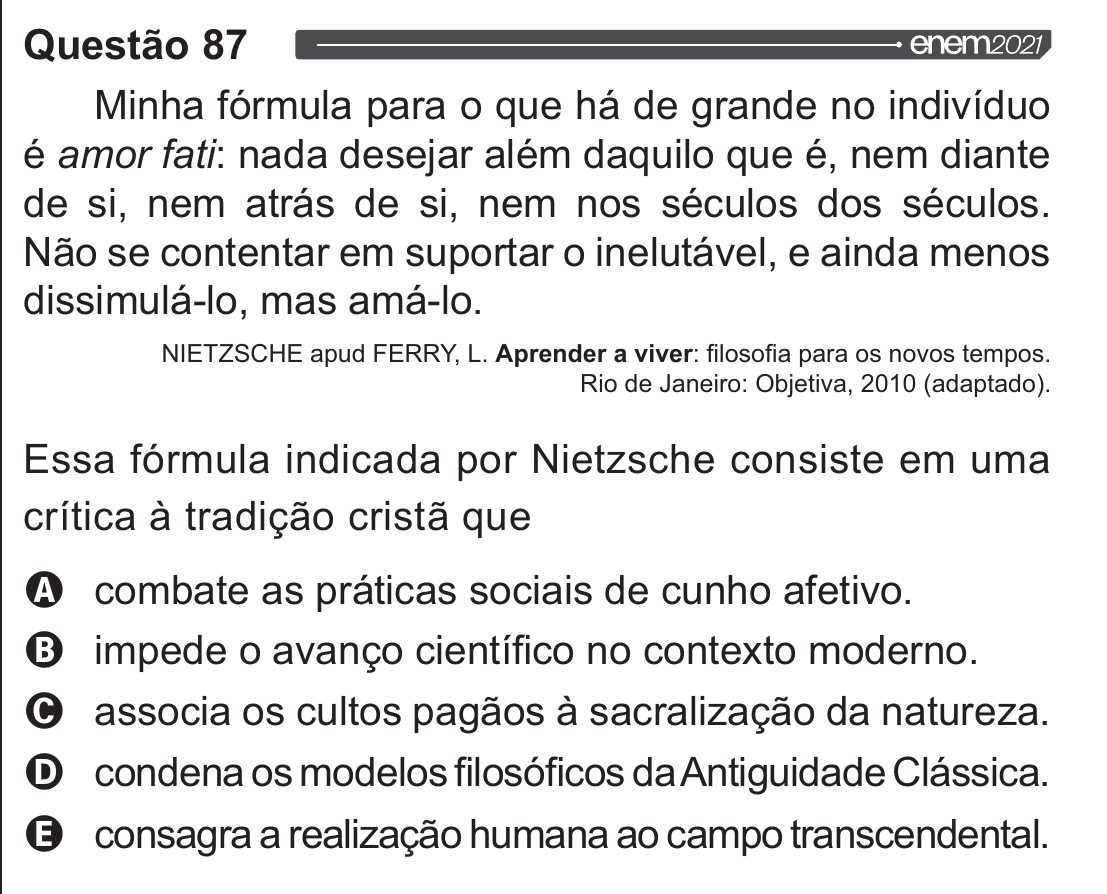 Questão 87
enem2021
Minha fórmula para o que há de grande no indivíduo
é amor fati: nada desejar além daquilo que é, nem diante
de si, nem atrás de si, nem nos séculos dos séculos.
Não se contentar em suportar o inelutável, e ainda menos
dissimulá-lo, mas amá-lo.
NIETZSCHE apud FERRY, L. Aprender a viver: filosofia para os novos tempos.
Rio de Janeiro: Objetiva, 2010 (adaptado).
Essa fórmula indicada por Nietzsche consiste em uma
crítica à tradição cristã que
A combate as práticas sociais de cunho afetivo.
B impede o avanço científico no contexto moderno.
C associa os cultos pagãos à sacralização da natureza.
D condena os modelos filosóficos da Antiguidade Clássica.
E consagra a realização humana ao campo transcendental.